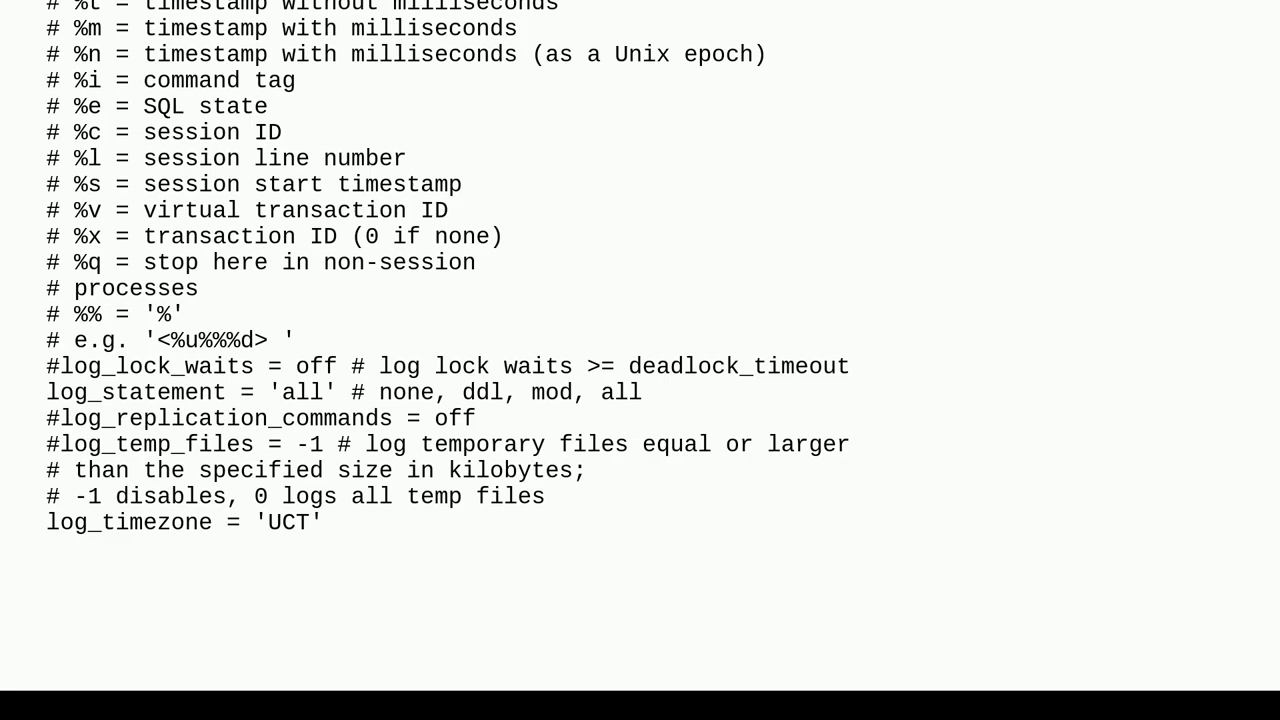 # %t = timestamp without milliseconds
# %m = timestamp with milliseconds
# %n = timestamp with milliseconds (as a Unix epoch)
# %i = command tag
# %e = SQL state
# %c = session ID
# %l = session line number
# %s = session start timestamp
# %v = virtual transaction ID
# %x = transaction ID (0 if none)
# %q = stop here in non-session
# processes
# %% = '%'
# e.g. '<%u%%%d> '
#log_lock_waits = off # log lock waits >= deadlock_timeout
log_statement = 'all' # none, ddl, mod, all
#log_replication_commands = off
#log_temp_files = -1 # log temporary files equal or larger
# than the specified size in kilobytes;
# -1 disables, 0 logs all temp files
log_timezone = 'UCT'